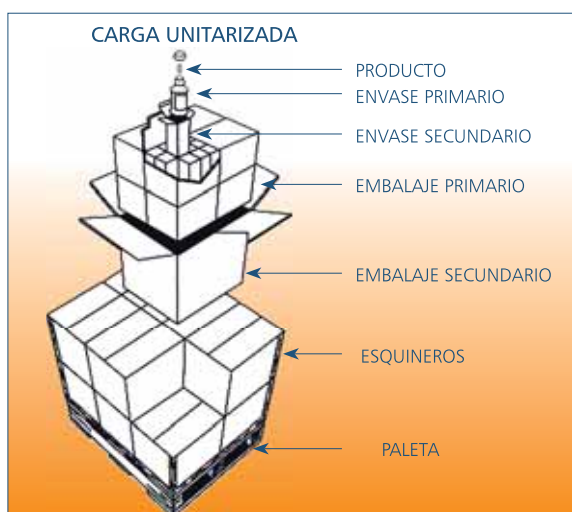 CARGA UNITARIZADA
PRODUCTO
ENVASE PRIMARIO
ENVASE SECUNDARIO
EMBALAJE PRIMARIO
EMBALAJE SECUNDARIO
ESQUINEROS
PALETA